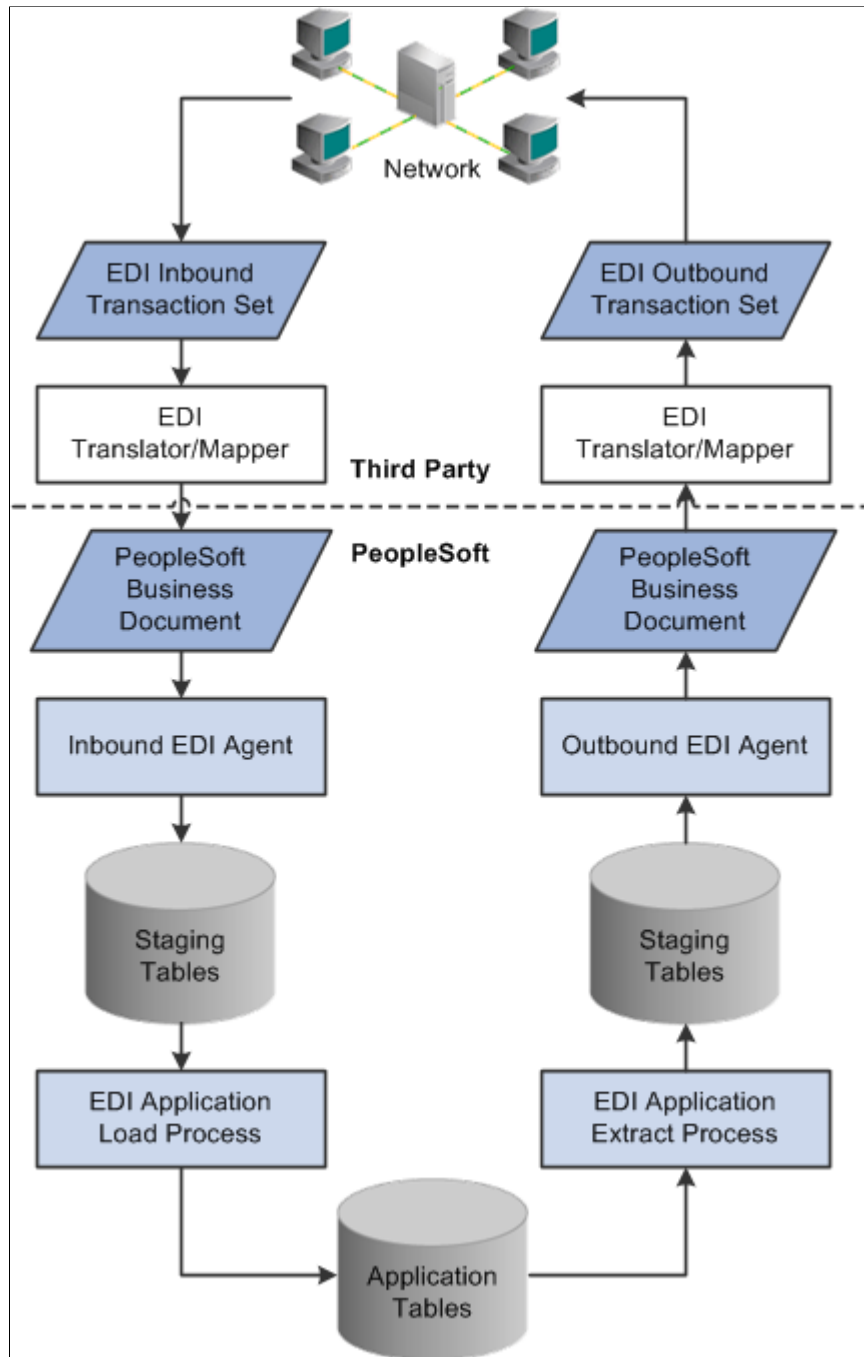 Network
EDI Inbound
Transaction Set
EDI Outbound
Transaction Set
EDI
Translator/Mapper
EDI
Translator/Mapper
Third Party
PeopleSoft
PeopleSoft
Business
Document
PeopleSoft
Business
Document
Inbound EDI Agent
Outbound EDI Agent
Staging
Tables
Staging
Tables
EDI Application
Load Process
EDI Application
Extract Process
Application
Tables